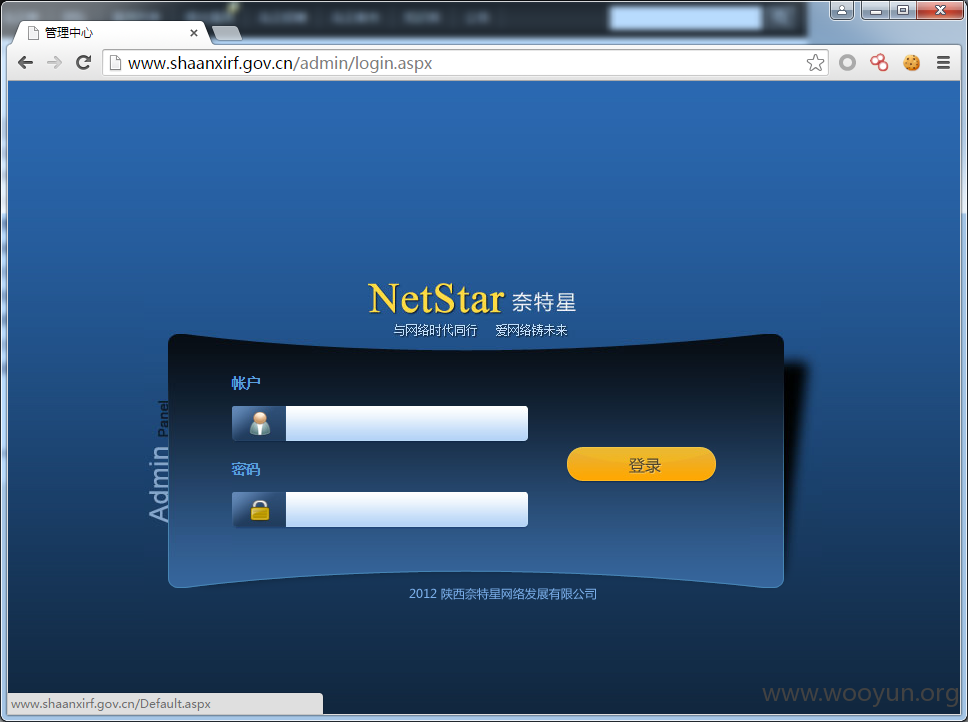 管理中心
www.shaanxirf.gov.cn/admin/login.aspx
NetStar 奈特星
与网络时代同行 爱网络铸未来
帐户
Admin Panel
登录
密码
2012 陕西奈特星网络发展有限公司
www.shaanxirf.gov.cn/Default.aspx
www.wooyun.org